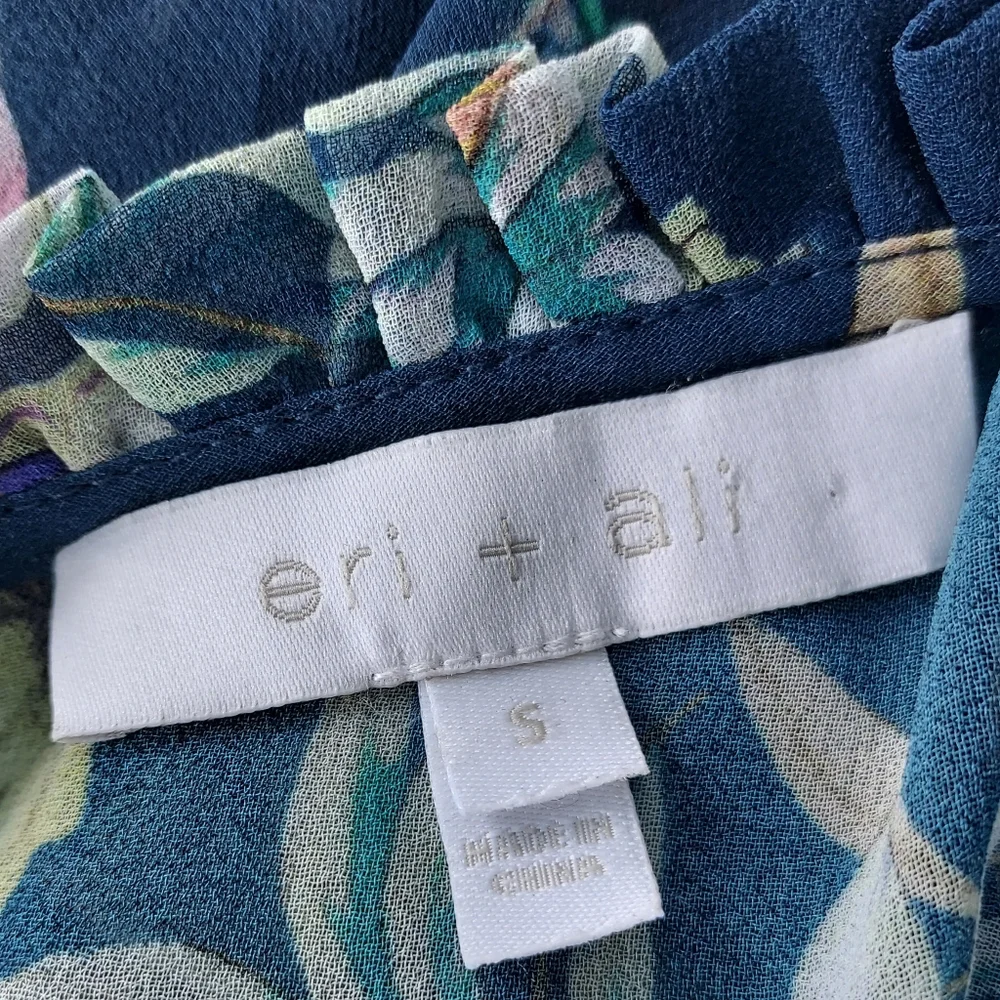 eri + ali
S
MADE IN
CHINA